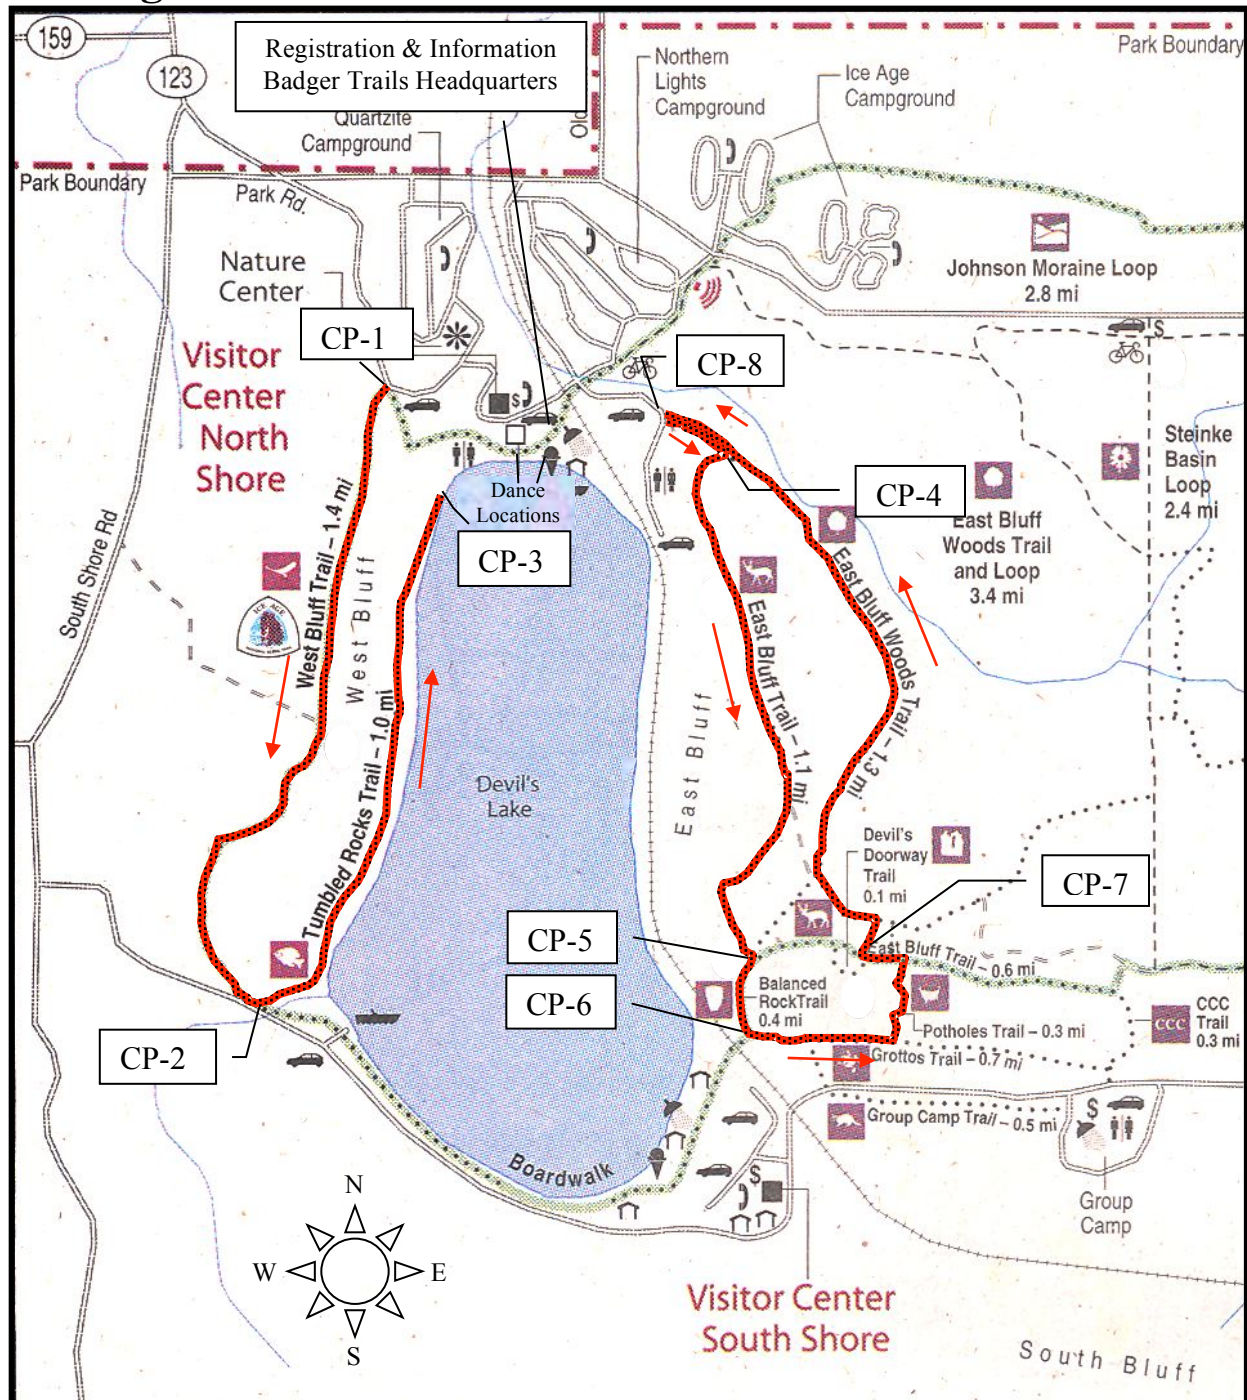 159
123
Registration & Information
Badger Trails Headquarters
Quartzite
Campground
Old
Northern
Lights
Campground
Ice Age
Campground
Park Boundary
Park Boundary
Park Rd.
Nature
Center
CP-1
Visitor
Center
North
Shore
$
CP-8
Johnson Moraine Loop
2.8 mi
$
Steinke
Basin
Loop
2.4 mi
Dance
Locations
CP-3
CP-4
East Bluff
Woods Trail
and Loop
3.4 mi
South Shore Rd
ICE AGE
West Bluff Trail – 1.4 mi
West Bluff
Tumbled Rocks Trail – 1.0 mi
Devil's
Lake
East Bluff
East Bluff Trail – 1.1 mi
East Bluff Woods Trail – 1.3 mi
Devil's
Doorway
Trail
0.1 mi
CP-7
CP-5
East Bluff Trail – 0.6 mi
Balanced
RockTrail
0.4 mi
CP-6
Potholes Trail – 0.3 mi
CCC
CCC
Trail
0.3 mi
Grottos Trail – 0.7 mi
CP-2
Group Camp Trail – 0.5 mi
$
Boardwalk
$
Group
Camp
N
W
E
S
Visitor Center
South Shore
South Bluff